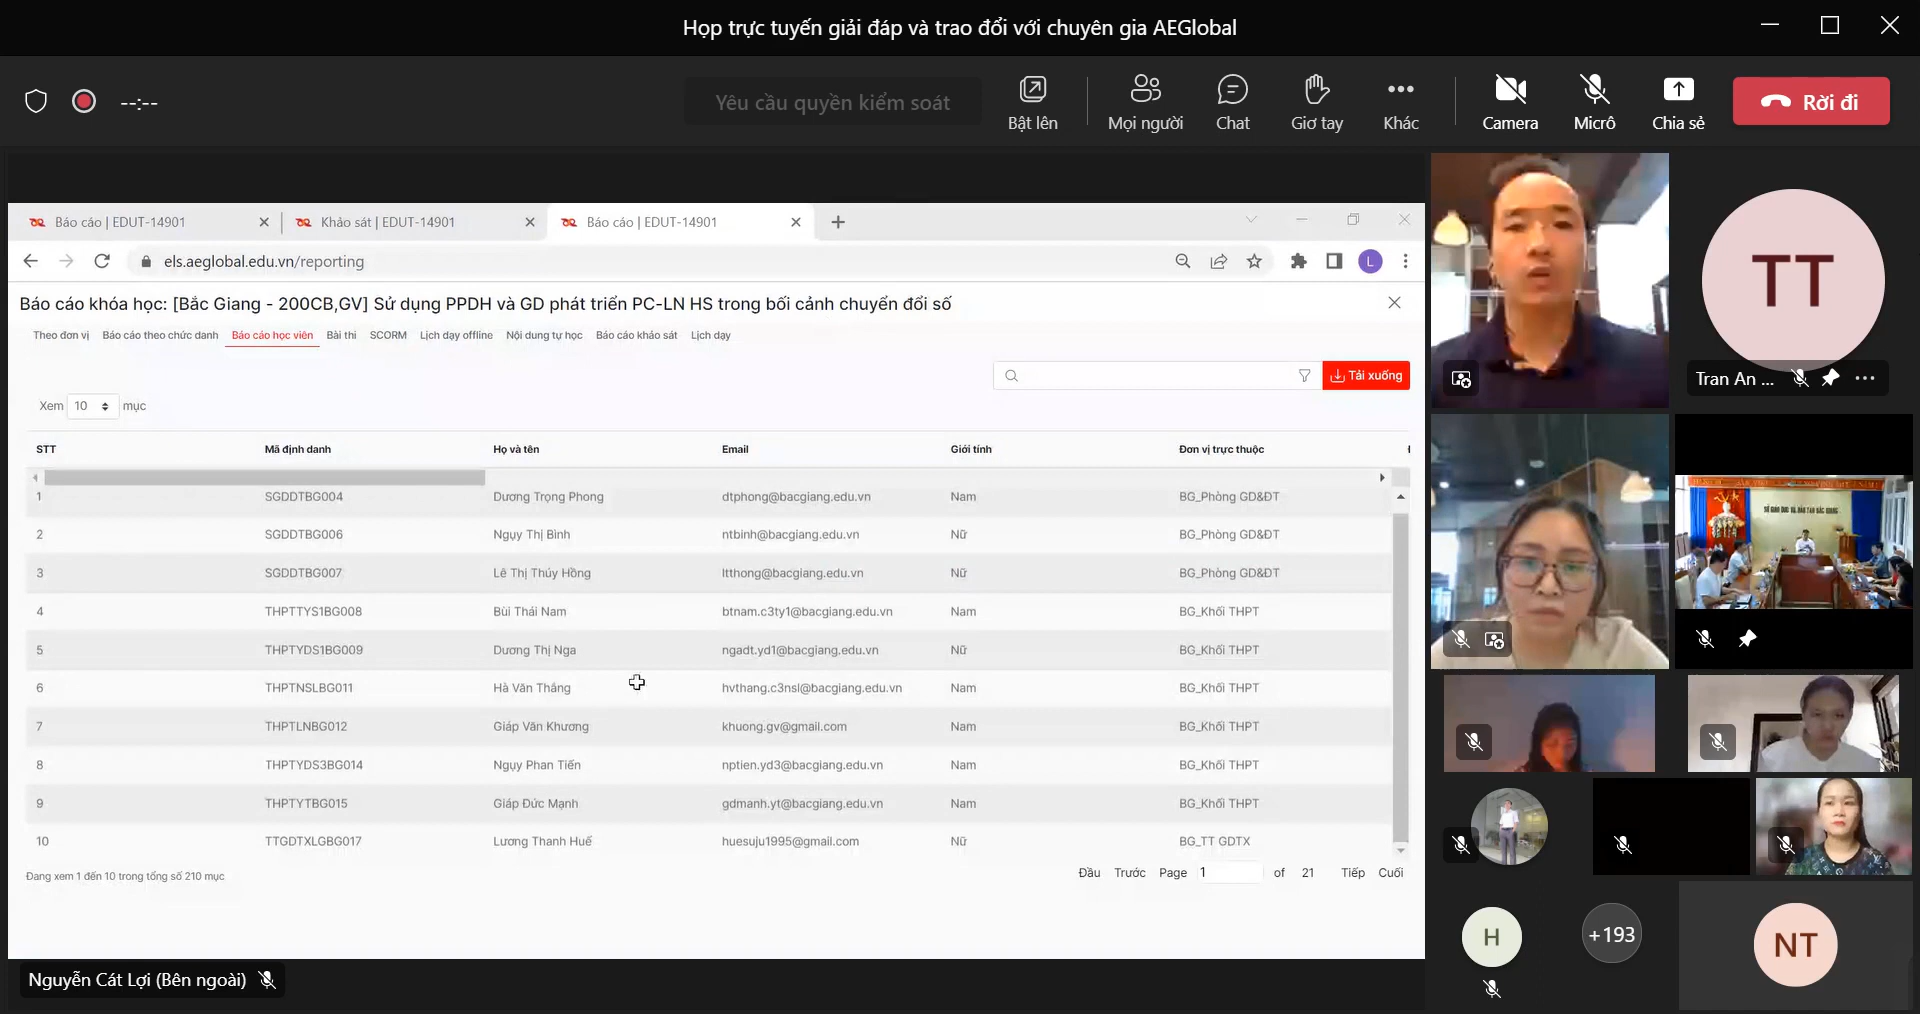 Họp trực tuyến giải đáp và trao đổi với chuyên gia AEGlobal
--:--
Yêu cầu quyền kiểm soát
Bật lên
Mọi người
Chat
Giơ tay
Khác
Camera
Micrô
Chia sẻ
Rời đi
Báo cáo | EDUT-14901
Khảo sát | EDUT-14901
Báo cáo | EDUT-14901
els.aeglobal.edu.vn/reporting
L
Báo cáo khóa học: [Bắc Giang - 200CB,GV] Sử dụng PPDH và GD phát triển PC-LN HS trong bối cảnh chuyển đổi số
Theo đơn vị Báo cáo theo chức danh Báo cáo học viên Bài thi SCORM Lịch dạy offline Nội dung tự học Báo cáo khảo sát Lịch dạy
Tải xuống
Xem 10 mục
STT Mã định danh Họ và tên Email Giới tính Đơn vị trực thuộc
1 SGDDTBG004 Dương Trọng Phong dtphong@bacgiang.edu.vn Nam BG_Phòng GD&ĐT
2 SGDDTBG006 Ngụy Thị Bình ntbinh@bacgiang.edu.vn Nữ BG_Phòng GD&ĐT
3 SGDDTBG007 Lê Thị Thúy Hồng ltthong@bacgiang.edu.vn Nữ BG_Phòng GD&ĐT
4 THPTTYS1BG008 Bùi Thái Nam btnam.c3ty1@bacgiang.edu.vn Nam BG_Khối THPT
5 THPTYDS1BG009 Dương Thị Nga ngadt.yd1@bacgiang.edu.vn Nữ BG_Khối THPT
6 THPTNSLBG011 Hà Văn Thắng hvthang.c3nsl@bacgiang.edu.vn Nam BG_Khối THPT
7 THPTLNBG012 Giáp Văn Khương khuong.gv@gmail.com Nam BG_Khối THPT
8 THPTYDS3BG014 Ngụy Phan Tiến nptien.yd3@bacgiang.edu.vn Nam BG_Khối THPT
9 THPTYTBG015 Giáp Đức Mạnh gdmanh.yt@bacgiang.edu.vn Nam BG_Khối THPT
10 TTGDTXLGBG017 Lương Thanh Huế huesuju1995@gmail.com Nữ BG_TT GDTX
Đang xem 1 đến 10 trong tổng số 210 mục
Đầu Trước Page 1 of 21 Tiếp Cuối
Nguyễn Cát Lợi (Bên ngoài)
TT
Tran An ...
SỞ GIÁO DỤC VÀ ĐÀO TẠO BẮC GIANG
H
+193
NT